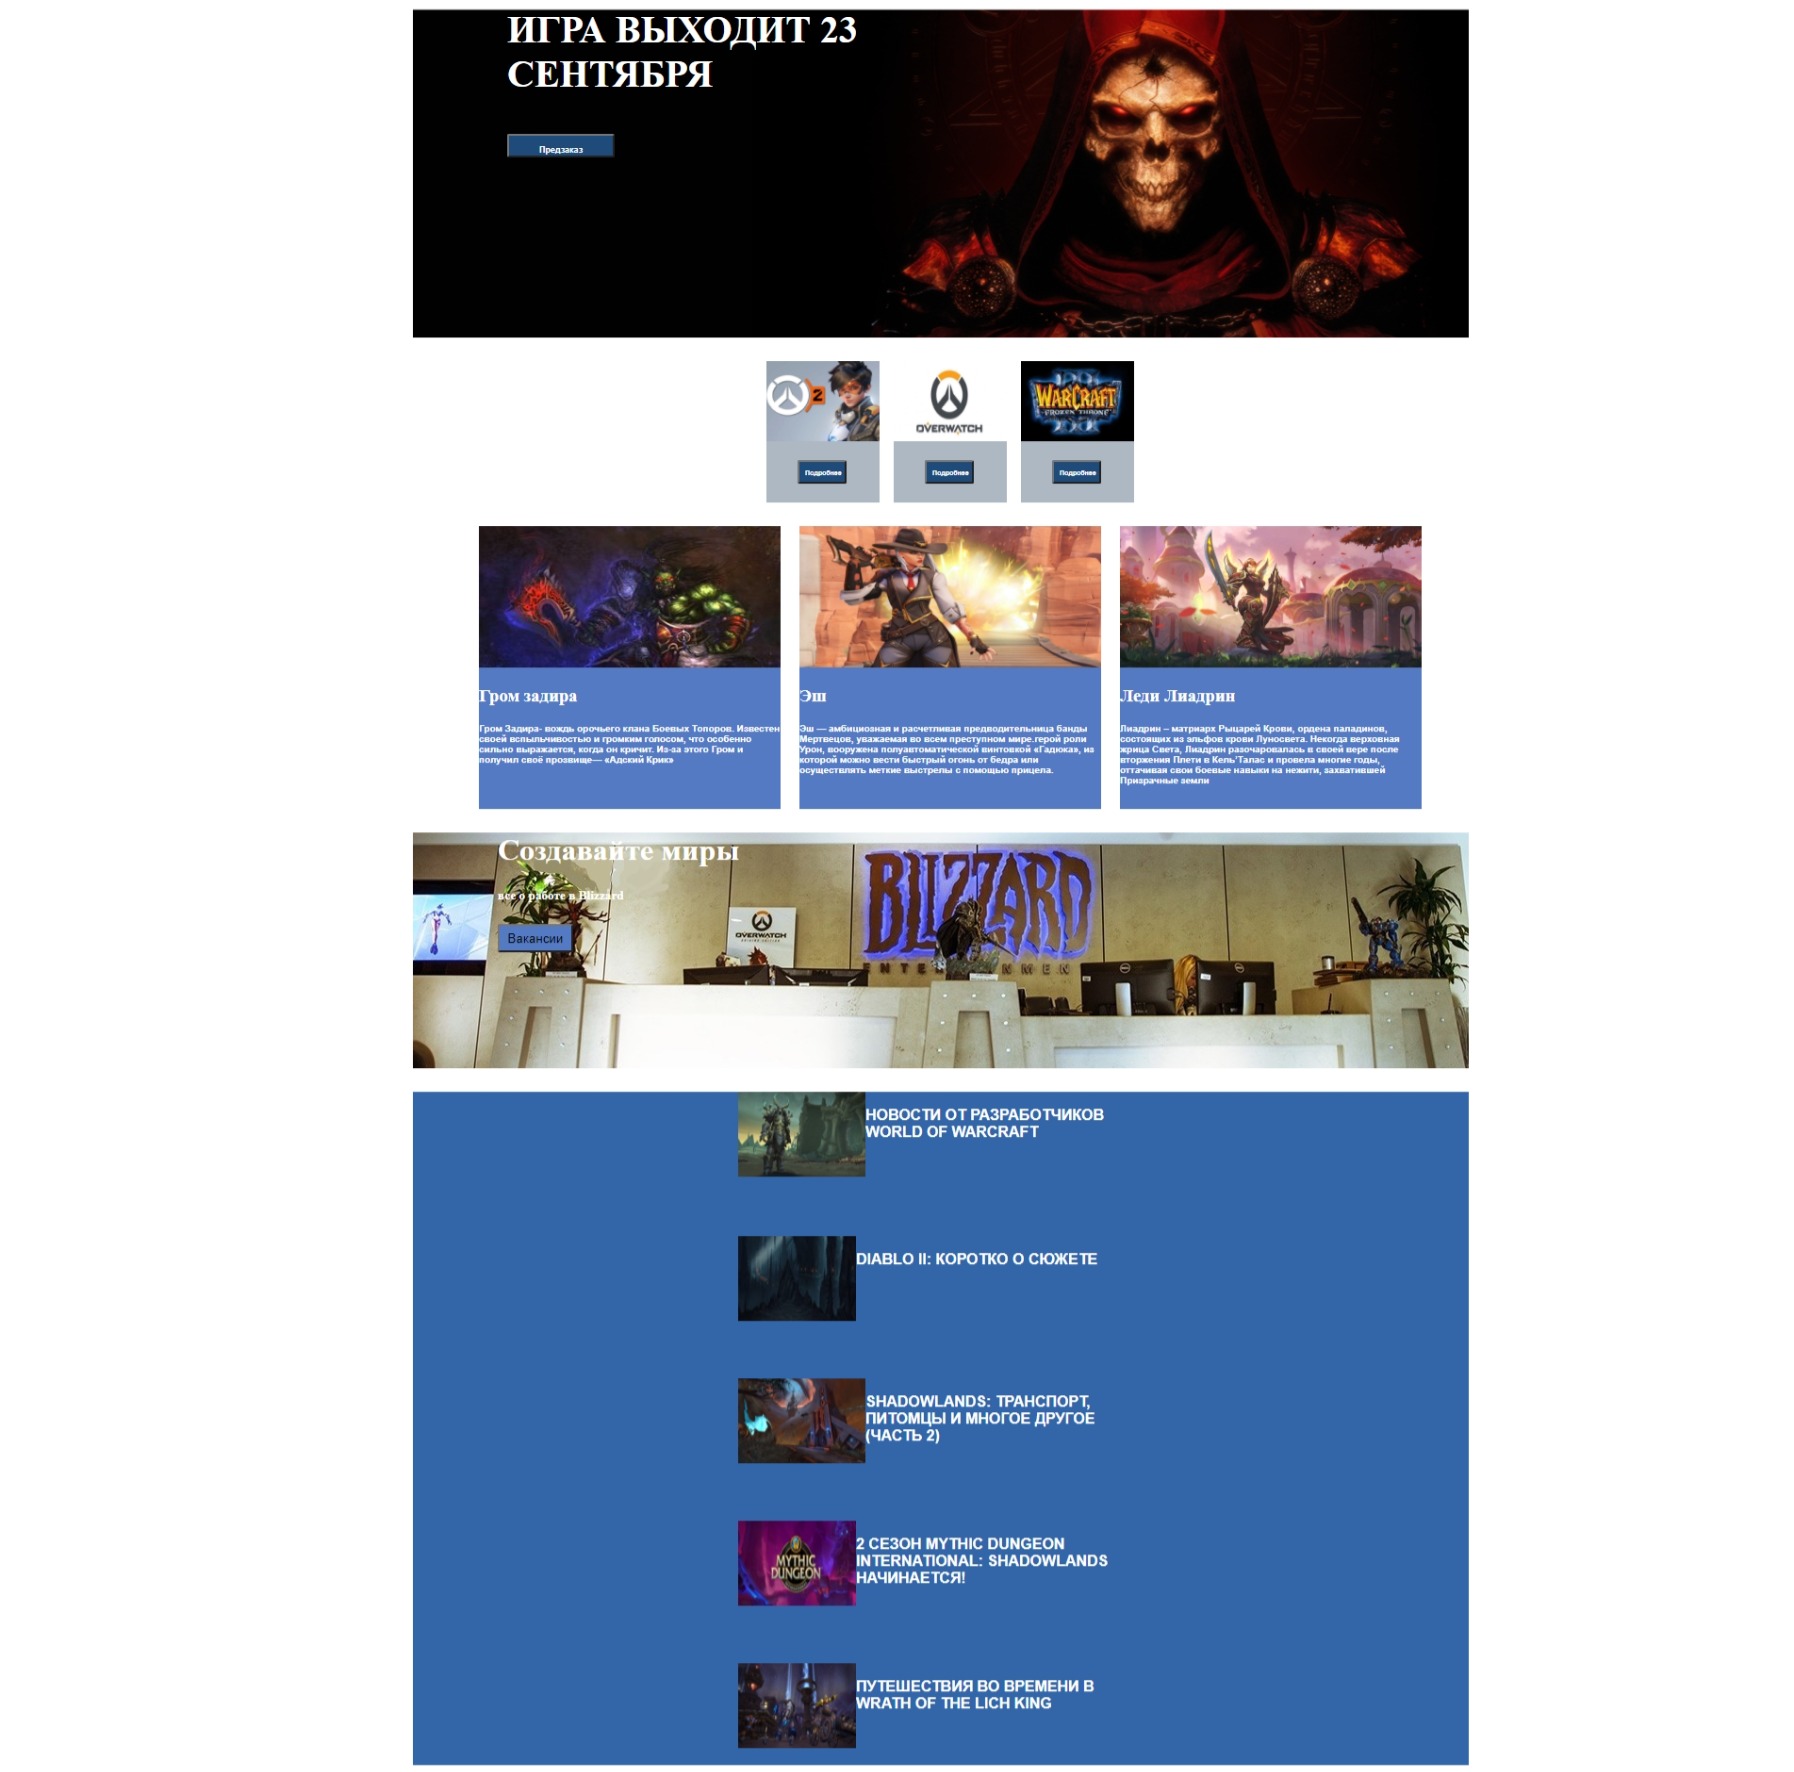 ИГРА ВЫХОДИТ 23
СЕНТЯБРЯ
Предзаказ
2
OVERWATCH
WARCRAFT
FROZEN THRONE
Подробнее
Подробнее
Подробнее
Гром задира
Гром Задира- вождь орочьего клана Боевых Топоров. Известен
своей вспыльчивостью и громким голосом, что особенно
сильно выражается, когда он кричит. Из-за этого Гром и
получил своё прозвище— «Адский Крик»
Эш
Эш — амбициозная и расчетливая предводительница банды
Мертвецов, уважаемая во всем преступном мире.герой роли
Урон, вооружена полуавтоматической винтовкой «Гадюка», из
которой можно вести быстрый огонь от бедра или
осуществлять меткие выстрелы с помощью прицела.
Леди Лиадрин
Лиадрин – матриарх Рыцарей Крови, ордена паладинов,
состоящих из эльфов крови Луносвета. Некогда верховная
жрица Света, Лиадрин разочаровалась в своей вере после
вторжения Плети в Кель'Талас и провела многие годы,
оттачивая свои боевые навыки на нежити, захватившей
Призрачные земли
Создавайте миры
все о работе в Blizzard
Вакансии
OVERWATCH
BLIZZARD
НОВОСТИ ОТ РАЗРАБОТЧИКОВ
WORLD OF WARCRAFT
DIABLO II: КОРОТКО О СЮЖЕТЕ
SHADOWLANDS: ТРАНСПОРТ,
ПИТОМЦЫ И МНОГОЕ ДРУГОЕ
(ЧАСТЬ 2)
MYTHIC
DUNGEON
2 СЕЗОН MYTHIC DUNGEON
INTERNATIONAL: SHADOWLANDS
НАЧИНАЕТСЯ!
ПУТЕШЕСТВИЯ ВО ВРЕМЕНИ В
WRATH OF THE LICH KING